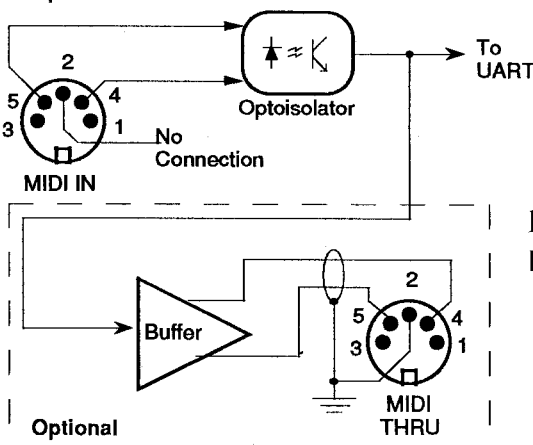 To
UART
Optoisolator
2
5
4
3
1
No
Connection
MIDI IN
Buffer
2
5
4
3
1
MIDI
THRU
Optional